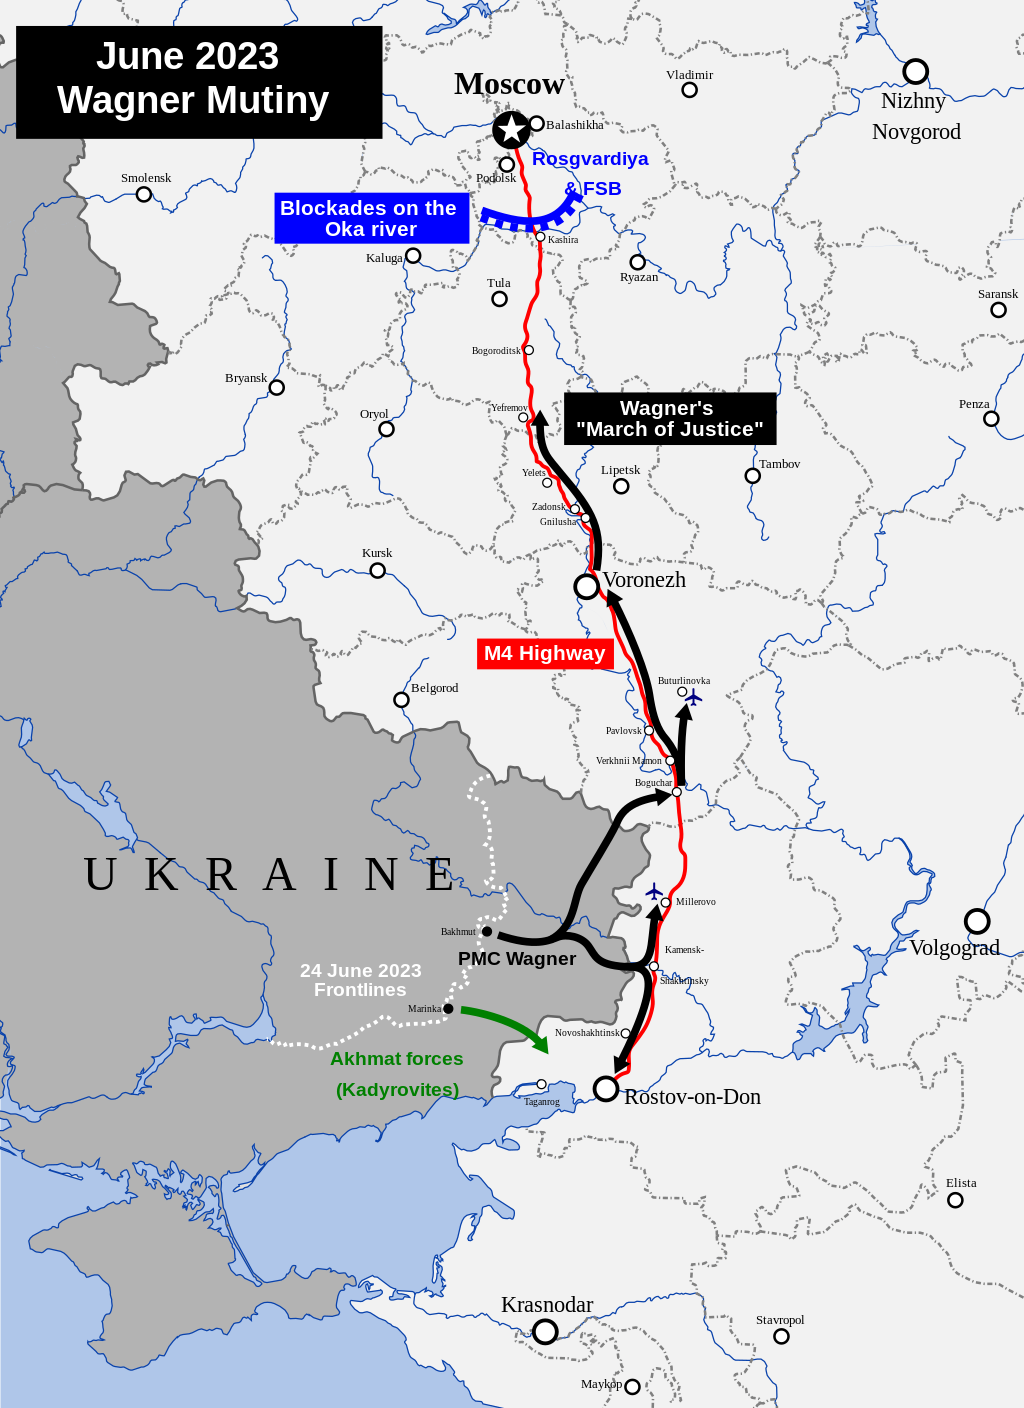 June 2023
Wagner Mutiny
Moscow
Vladimir
Nizhny
Novgorod
Balashikha
Rosgvardiya
& FSB
Podolsk
Smolensk
Blockades on the
Oka river
Kashira
Kaluga
Ryazan
Tula
Saransk
Bogoroditsk
Bryansk
Yefremov
Oryol
Wagner's
"March of Justice"
Penza
Yelets
Lipetsk
Tambov
Zadonsk
Gnilusha
Kursk
Voronezh
M4 Highway
Buturlinovka
Belgorod
Pavlovsk
Verkhnii Mamon
Boguchar
UKRAINE
Millerovo
Bakhmut
PMC Wagner
Kamensk-
Shakhtinsky
Volgograd
24 June 2023
Frontlines
Marinka
Novoshakhtinsk
Akhmat forces
(Kadyrovites)
Taganrog
Rostov-on-Don
Elista
Krasnodar
Stavropol
Maykop